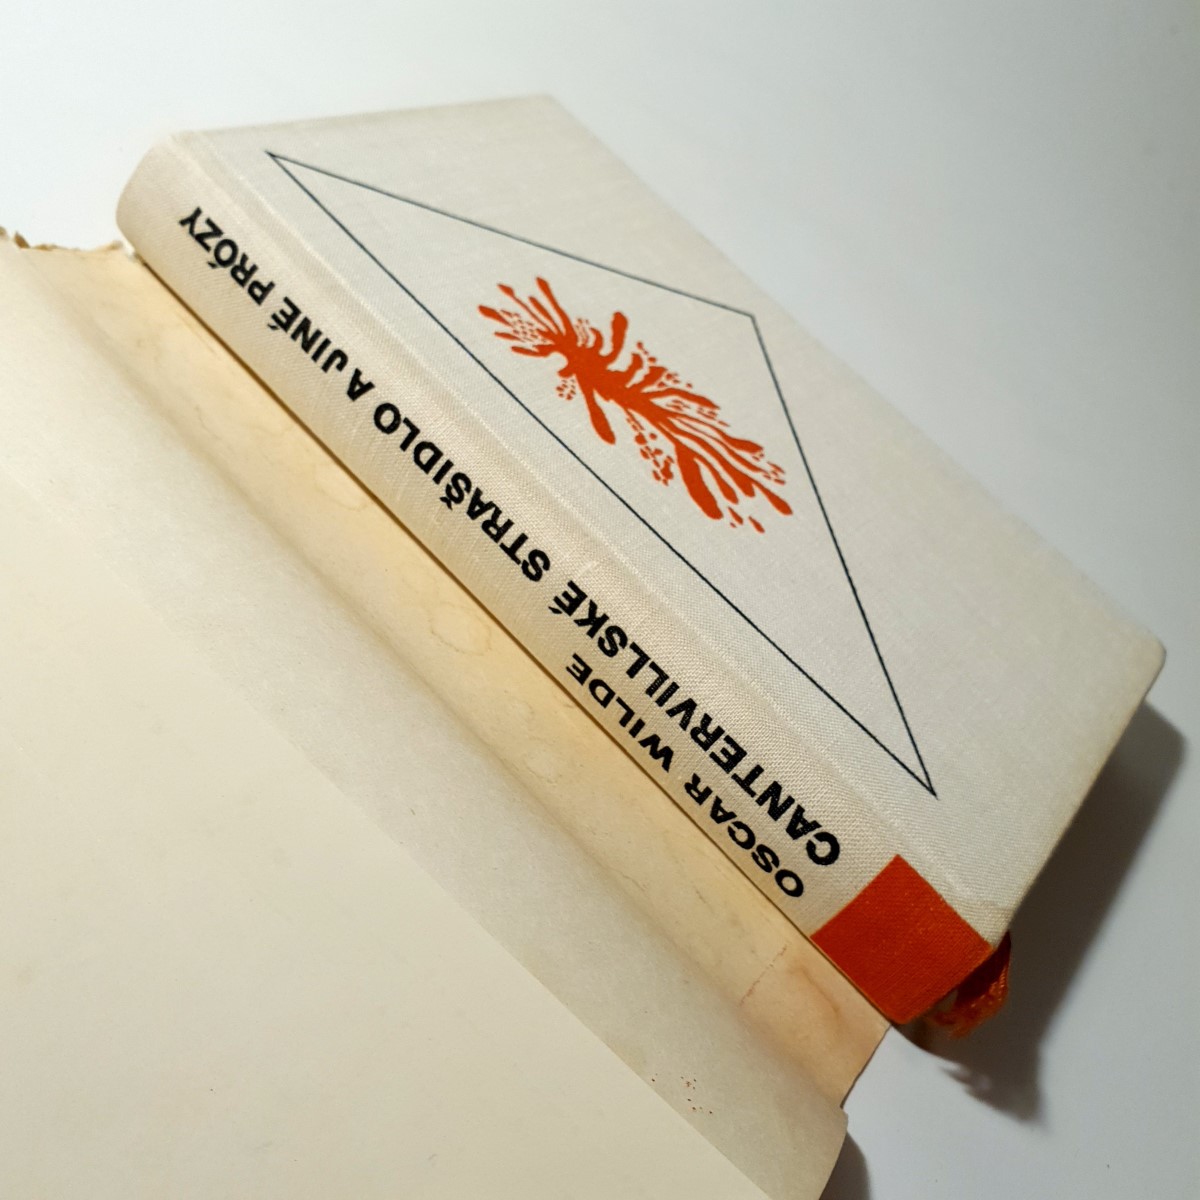 OSCAR WILDE
CANTERVILLSKÉ STRAŠIDLO A JINÉ PRÓZY